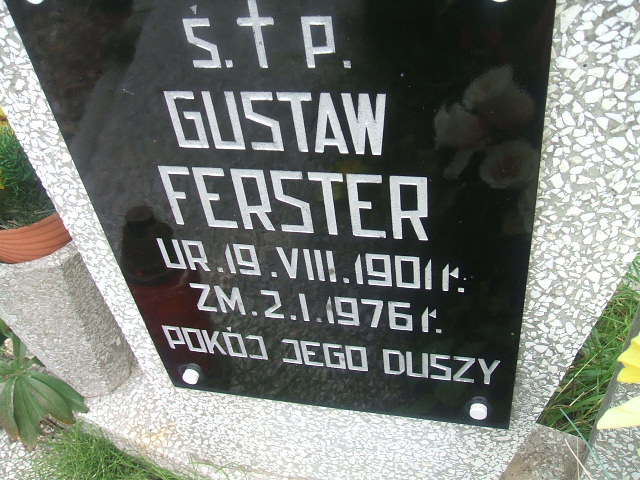 Ś. † P.
GUSTAW
FERSTER
UR. 19. VIII. 1901 r.
ZM. 2. I. 1976 r.
POKÓJ JEGO DUSZY